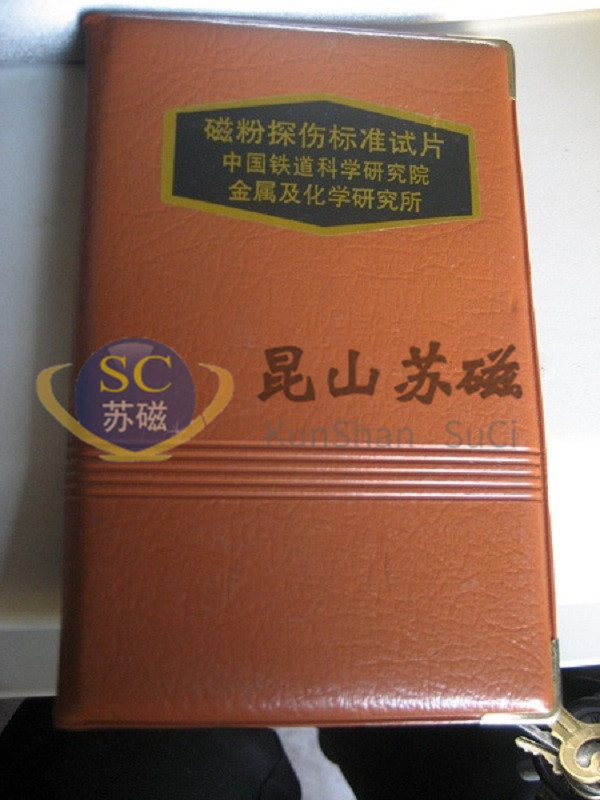 磁粉探伤标准试片
中国铁道科学研究院
金属及化学研究所
SC
苏磁
昆山苏磁
KunShan SuCi